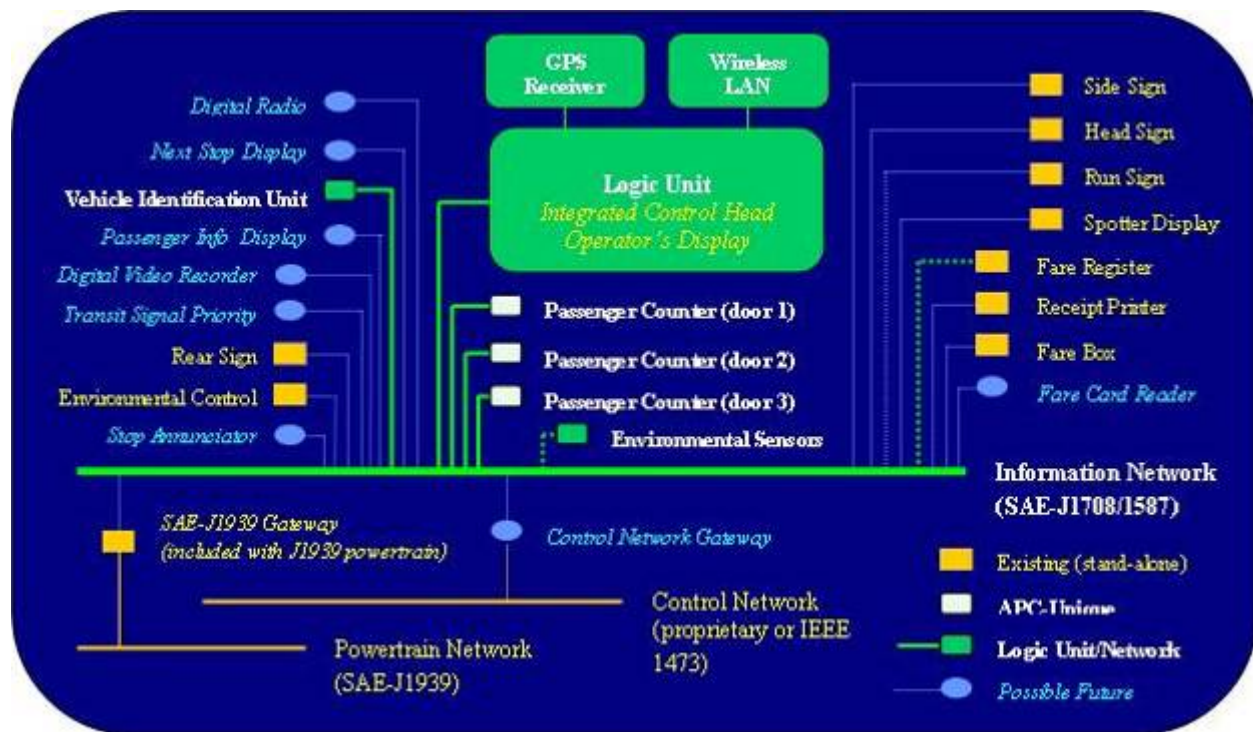 GPS
Receiver
Wireless
LAN
Logic Unit
Integrated Control Head
Operator's Display
Digital Radio
Next Stop Display
Vehicle Identification Unit
Passenger Info Display
Digital Video Recorder
Transit Signal Priority
Rear Sign
Environmental Control
Stop Annunciator
Passenger Counter (door 1)
Passenger Counter (door 2)
Passenger Counter (door 3)
Environmental Sensors
Side Sign
Head Sign
Run Sign
Spotter Display
Fare Register
Receipt Printer
Fare Box
Fare Card Reader
Information Network
(SAE-J1708/1587)
SAE-J1939 Gateway
(included with J1939 powertrain)
Control Network Gateway
Control Network
(proprietary or IEEE
1473)
Powertrain Network
(SAE-J1939)
Existing (stand-alone)
APC-Unique
Logic Unit/Network
Possible Future